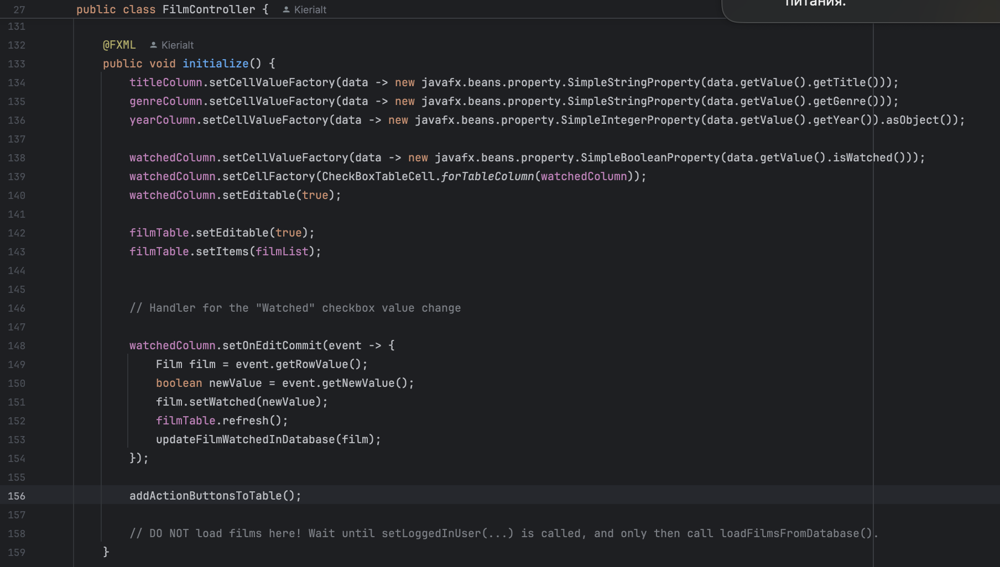 27 public class FilmController { Kierialt
питания.
131
132 @FXML Kierialt
133 public void initialize() {
134 titleColumn.setCellValueFactory(data -> new javafx.beans.property.SimpleStringProperty(data.getValue().getTitle()));
135 genreColumn.setCellValueFactory(data -> new javafx.beans.property.SimpleStringProperty(data.getValue().getGenre()));
136 yearColumn.setCellValueFactory(data -> new javafx.beans.property.SimpleIntegerProperty(data.getValue().getYear()).asObject());
137
138 watchedColumn.setCellValueFactory(data -> new javafx.beans.property.SimpleBooleanProperty(data.getValue().isWatched()));
139 watchedColumn.setCellFactory(CheckBoxTableCell.forTableColumn(watchedColumn));
140 watchedColumn.setEditable(true);
141
142 filmTable.setEditable(true);
143 filmTable.setItems(filmList);
144
145
146 // Handler for the "Watched" checkbox value change
147
148 watchedColumn.setOnEditCommit(event -> {
149 Film film = event.getRowValue();
150 boolean newValue = event.getNewValue();
151 film.setWatched(newValue);
152 filmTable.refresh();
153 updateFilmWatchedInDatabase(film);
154 });
155
156 addActionButtonsToTable();
157
158 // DO NOT load films here! Wait until setLoggedInUser(...) is called, and only then call loadFilmsFromDatabase().
159 }